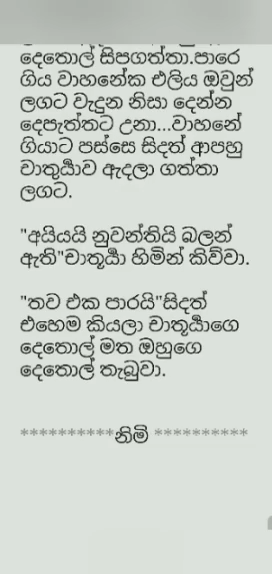 දෙතොල් සිපගත්තා.පාරෙ
ගිය වාහනේක එලිය ඔවුන්
ලගට වැදුන නිසා දෙන්න
දෙපැත්තට උනා...වාහනේ
ගියාට පස්සෙ සිදත් ආපහු
චාතුර්‍යාව ඇදලා ගත්තා
ලගට.
"අයියයි නුවන්තියි බලන්
ඇති"චාතූර්‍යා හිමින් කිව්වා.
"තව එක පාරයි"සිදත්
එහෙම කියලා චාතූර්‍යාගෙ
දෙතොල් මත ඔහුගෙ
දෙතොල් තැබුවා.
**********නිමි **********